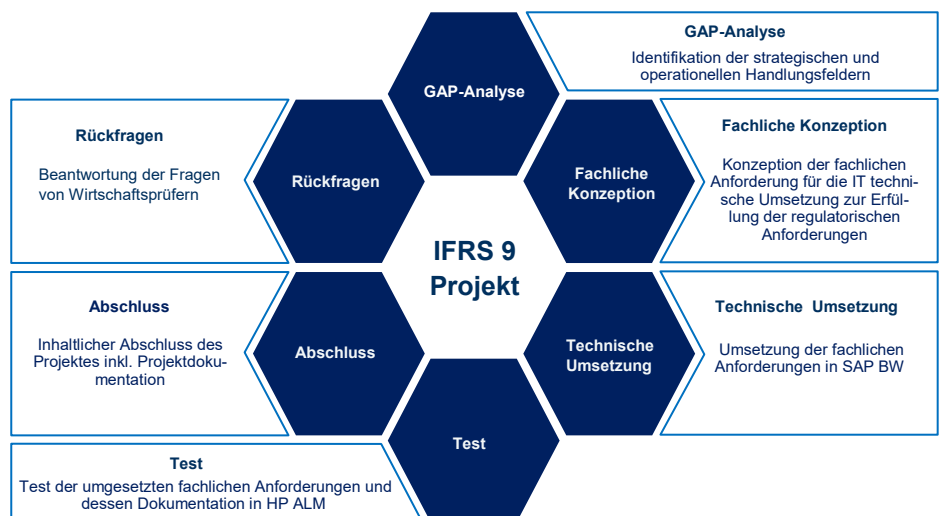 GAP-Analyse
Identifikation der strategischen und
operationellen Handlungsfeldern
GAP-Analyse
Fachliche Konzeption
Konzeption der fachlichen
Anforderung für die IT techni-
sche Umsetzung zur Erfül-
lung der regulatorischen
Anforderungen
Fachliche
Konzeption
Technische Umsetzung
Umsetzung der fachlichen
Anforderungen in SAP BW
Technische
Umsetzung
Test
Test
Test der umgesetzten fachlichen Anforderungen und
dessen Dokumentation in HP ALM
Abschluss
Abschluss
Inhaltlicher Abschluss des
Projektes inkl. Projektdoku-
mentation
Rückfragen
Rückfragen
Beantwortung der Fragen
von Wirtschaftsprüfern
IFRS 9
Projekt